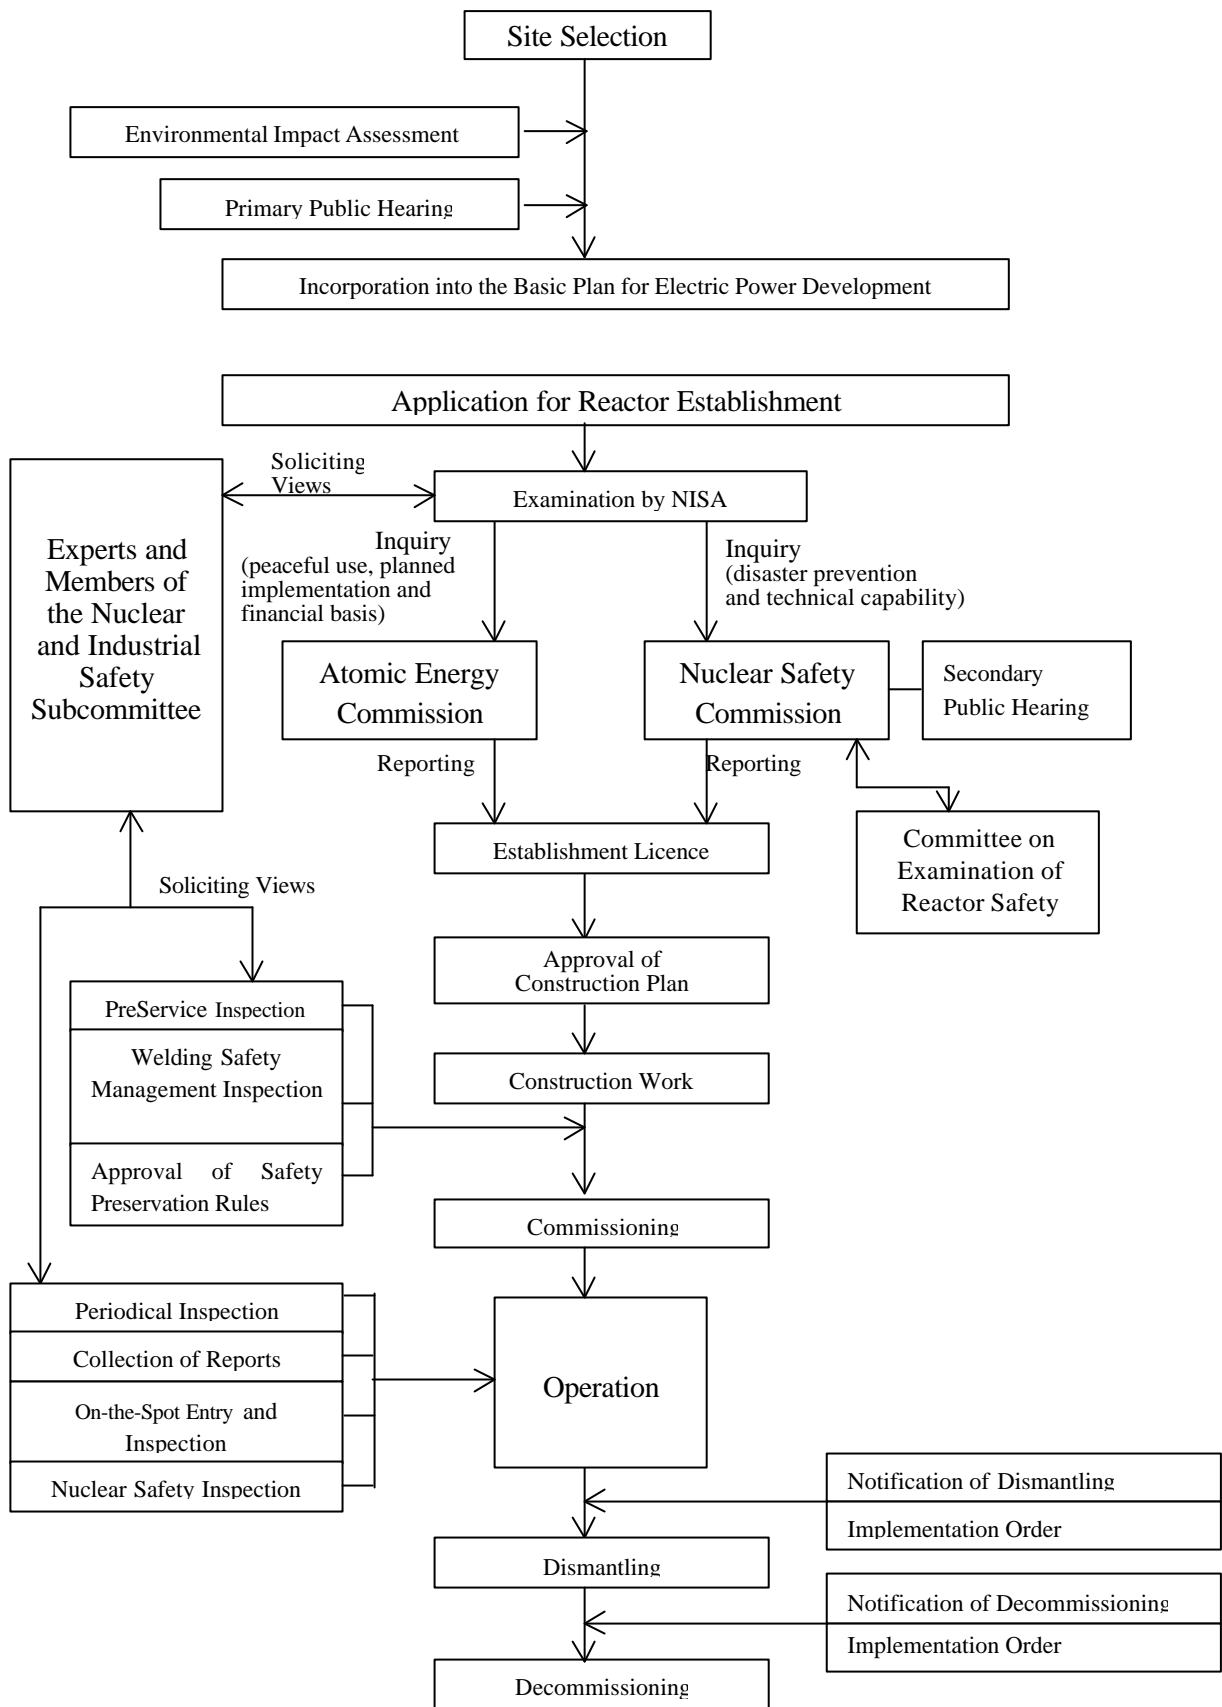 Site Selection
Environmental Impact Assessment
Primary Public Hearing
Incorporation into the Basic Plan for Electric Power Development
Application for Reactor Establishment
Soliciting
Views
Examination by NISA
Experts and
Members of
the Nuclear
and Industrial
Safety
Subcommittee
Inquiry
(peaceful use, planned
implementation and
financial basis)
Inquiry
(disaster prevention
and technical capability)
Atomic Energy
Commission
Nuclear Safety
Commission
Secondary
Public Hearing
Reporting
Reporting
Establishment Licence
Committee on
Examination of
Reactor Safety
Soliciting Views
Approval of
Construction Plan
PreService Inspection
Welding Safety
Management Inspection
Approval of Safety
Preservation Rules
Construction Work
Commissioning
Periodical Inspection
Collection of Reports
On-the-Spot Entry and
Inspection
Nuclear Safety Inspection
Operation
Notification of Dismantling
Implementation Order
Dismantling
Notification of Decommissioning
Implementation Order
Decommissioning